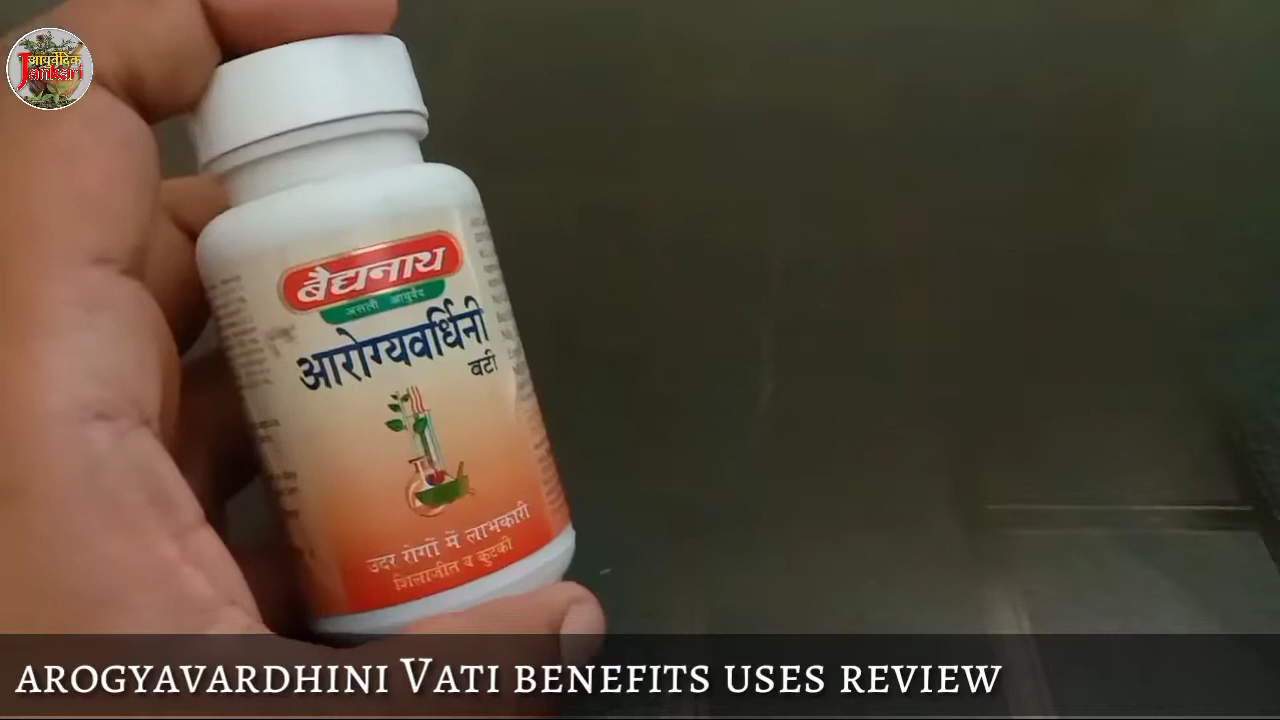 आयुर्वेदिक
Jankari
बैद्यनाथ
असली आयुर्वेद
आरोग्यवर्धिनी
वटी
उदर रोगों में लाभकारी
शिलाजीत व कुटकी
arogyavardhini Vati benefits uses review